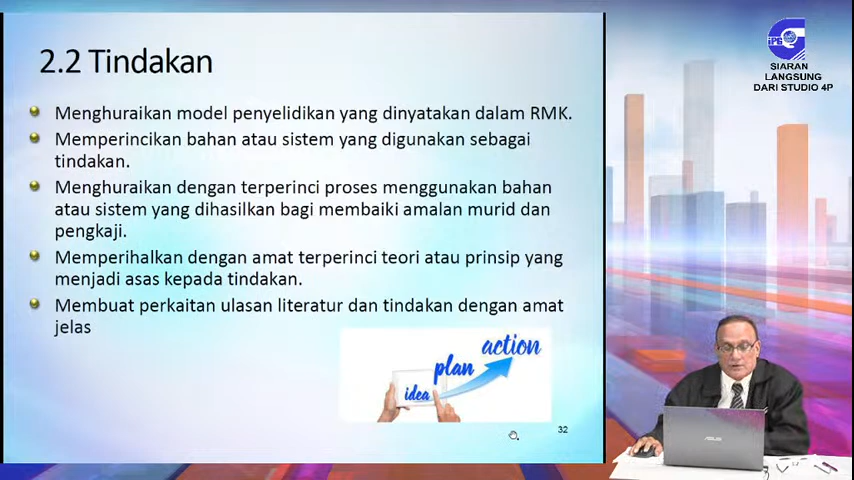 2.2 Tindakan
Menghuraikan model penyelidikan yang dinyatakan dalam RMK.
Memperincikan bahan atau sistem yang digunakan sebagai
tindakan.
Menghuraikan dengan terperinci proses menggunakan bahan
atau sistem yang dihasilkan bagi membaiki amalan murid dan
pengkaji.
Memperihalkan dengan amat terperinci teori atau prinsip yang
menjadi asas kepada tindakan.
Membuat perkaitan ulasan literatur dan tindakan dengan amat
jelas
idea
plan
action
32
SIARAN
LANGSUNG
DARI STUDIO 4P
ASUS